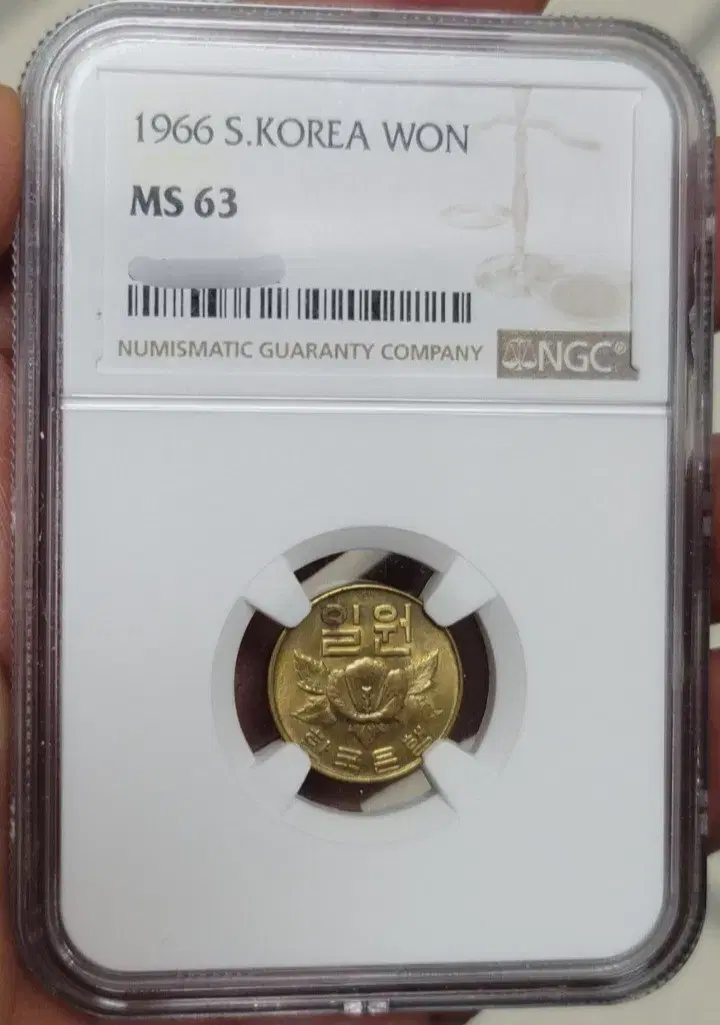 1966 S.KOREA WON
MS 63
NUMISMATIC GUARANTY COMPANY
NGC®
일원
한국은행